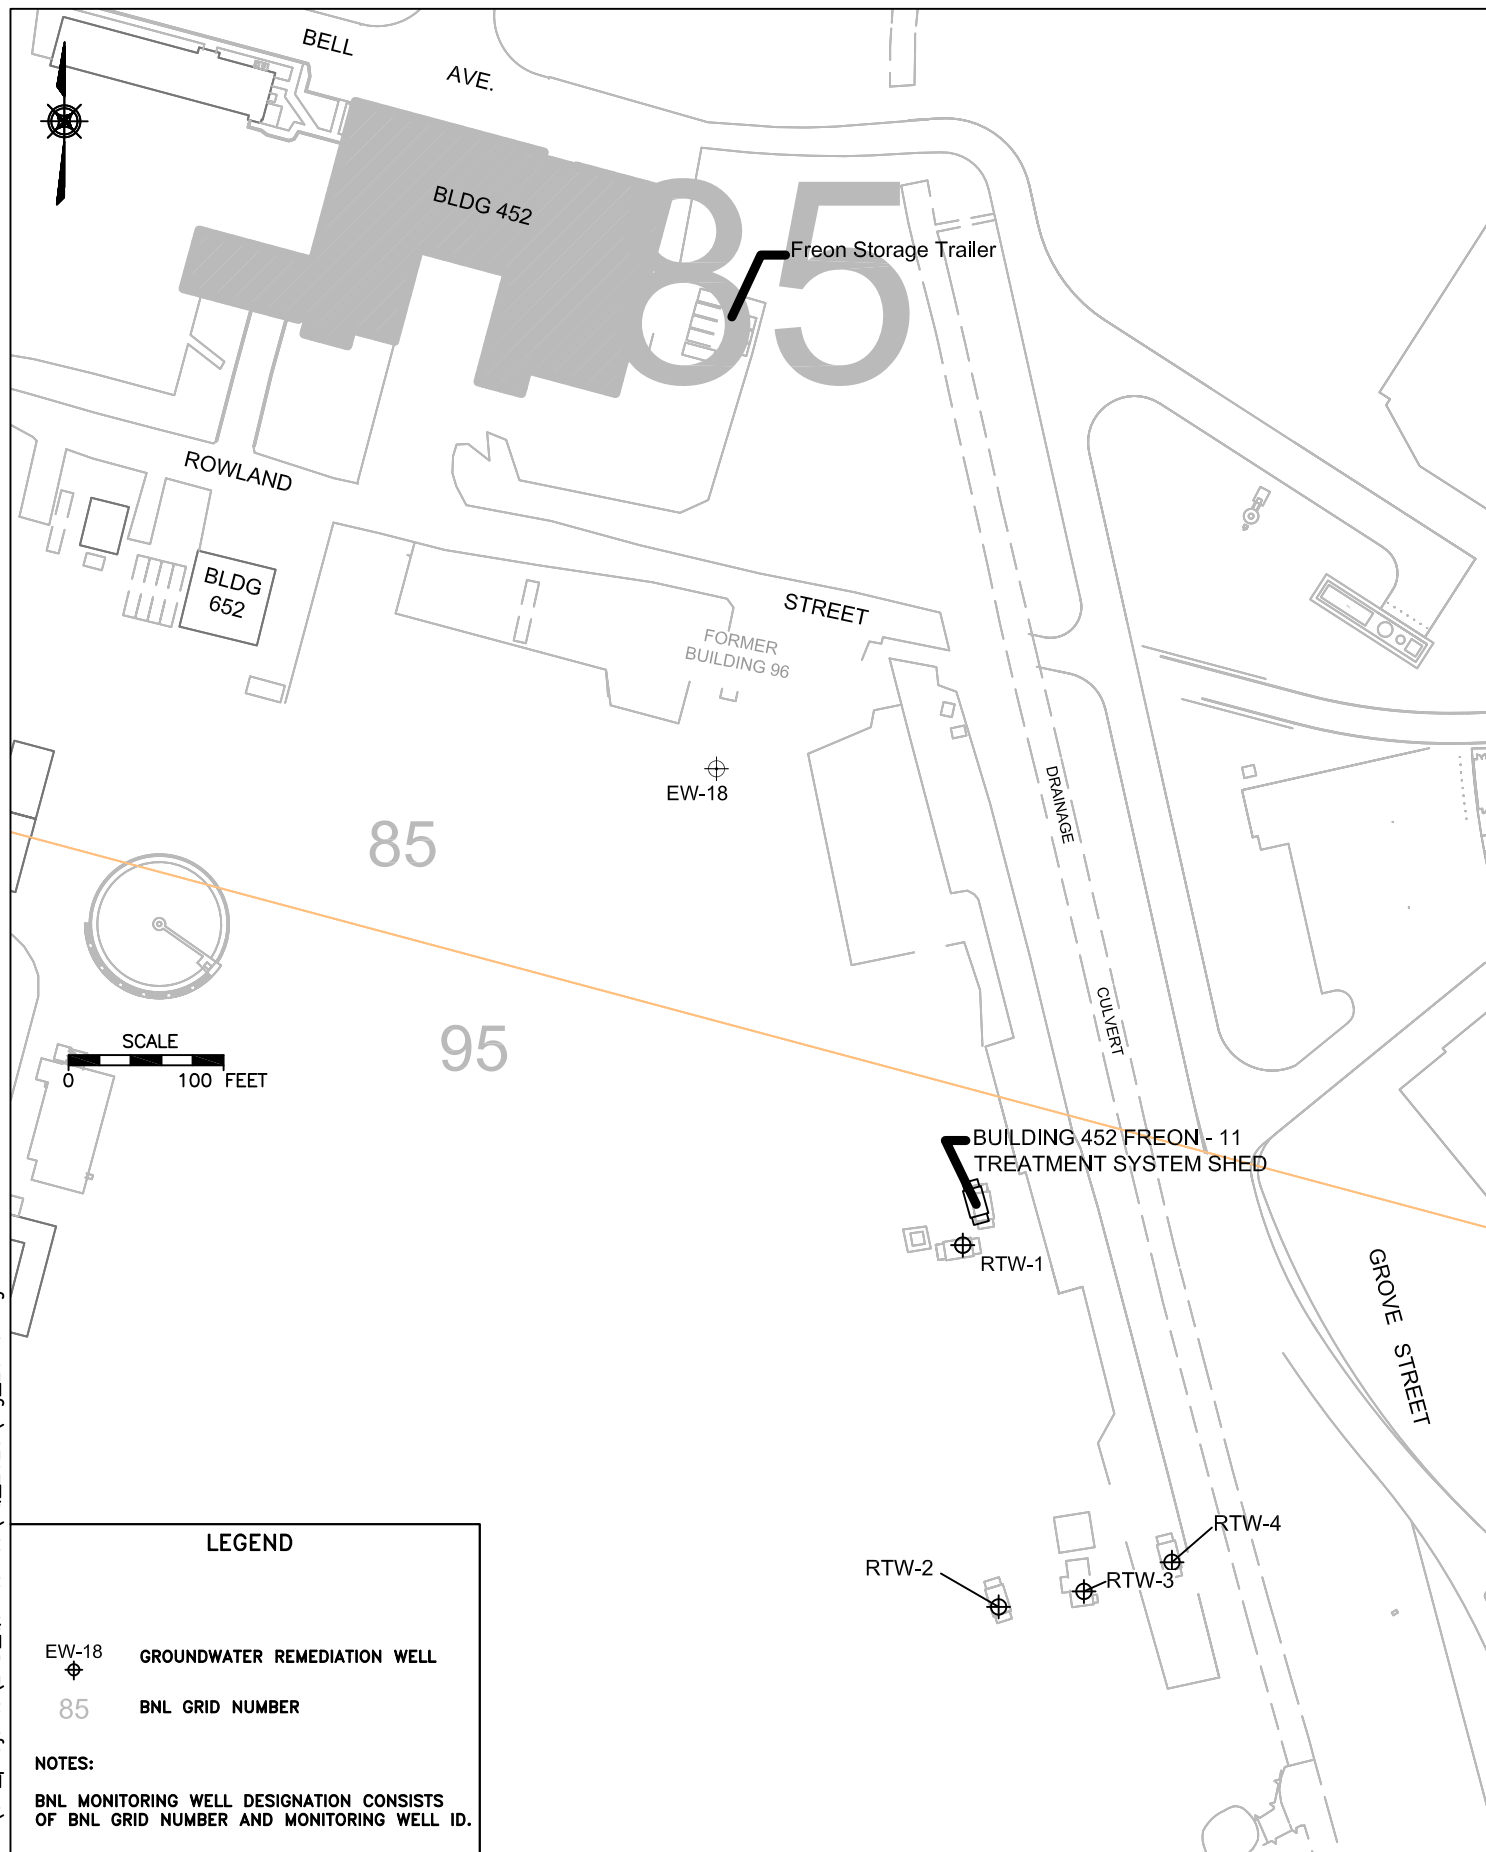 BELL
AVE.
BLDG 452
85
Freon Storage Trailer
ROWLAND
BLDG
652
STREET
FORMER
BUILDING 96
EW-18
DRAINAGE
85
CULVERT
95
SCALE
0 100 FEET
BUILDING 452 FREON - 11
TREATMENT SYSTEM SHED
RTW-1
GROVE STREET
RTW-4
RTW-2
RTW-3
LEGEND
EW-18 GROUNDWATER REMEDIATION WELL
85 BNL GRID NUMBER
NOTES:
BNL MONITORING WELL DESIGNATION CONSISTS
OF BNL GRID NUMBER AND MONITORING WELL ID.